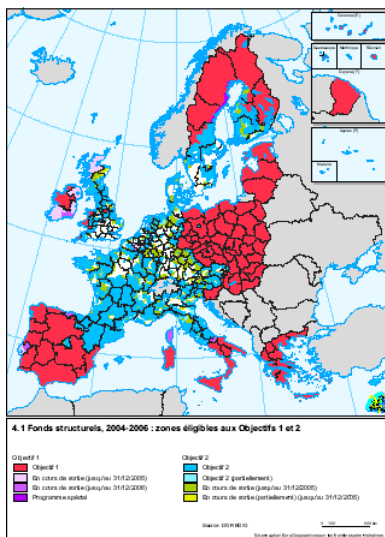 Guadeloupe
Martinique
Réunion
Guyane (F)
4.1 Fonds structurels, 2004-2006 : zones éligibles aux Objectifs 1 et 2
Objectif 1
Objectif 1
En cours de sortie (jusqu'au 31/12/2005)
En cours de sortie (jusqu'au 31/12/2006)
Programme spécial
Objectif 2
Objectif 2
Objectif 2 (partiellement)
En cours de sortie (jusqu'au 31/12/2005)
En cours de sortie (partiellement) (jusqu'au 31/12/2005)
Source: DG REGIO